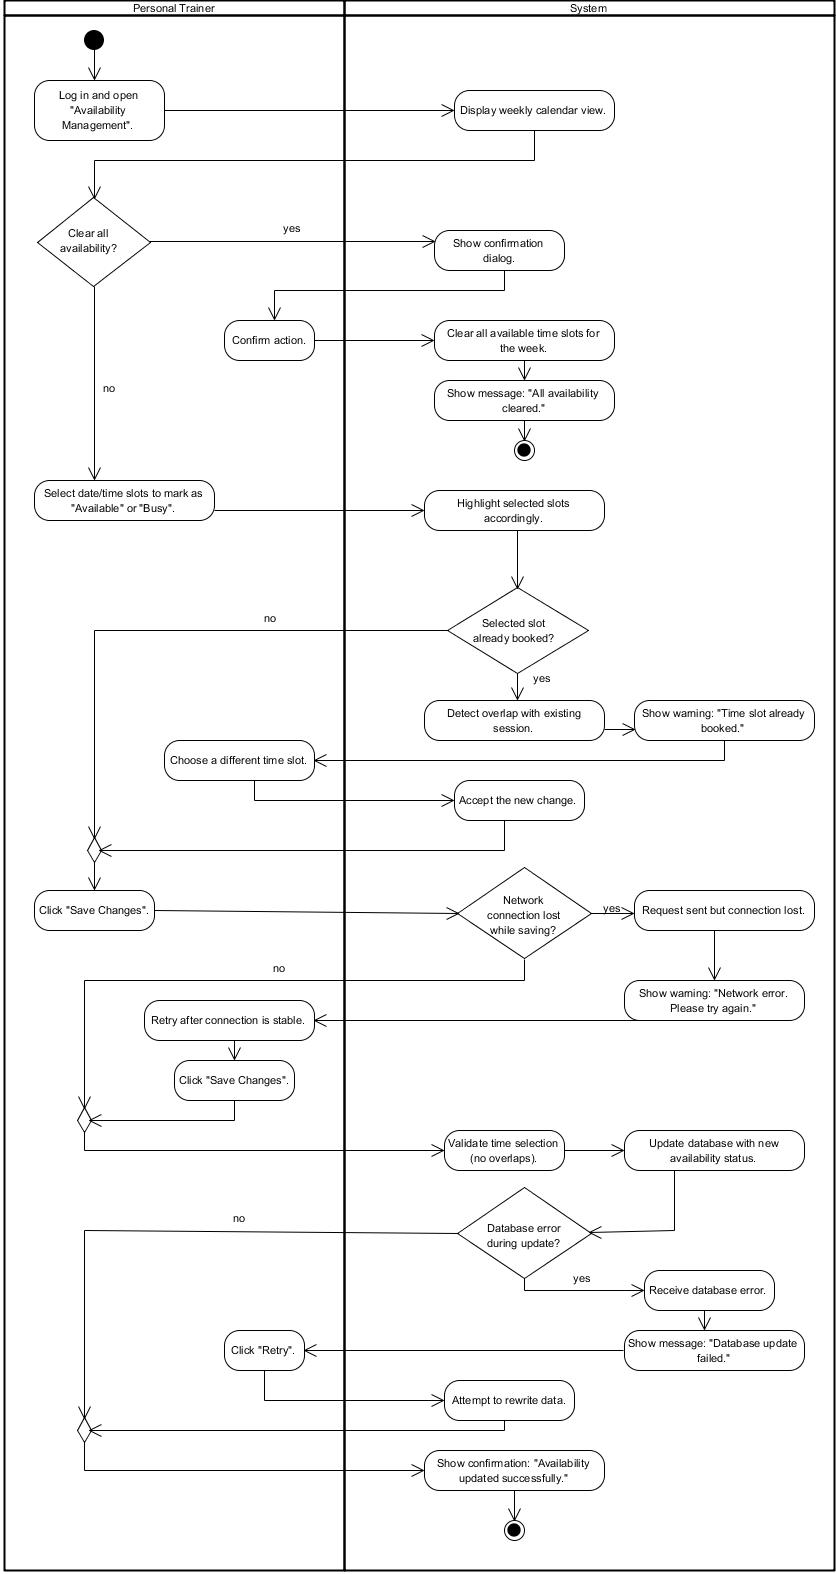 Personal Trainer
System
Log in and open
"Availability
Management".
Display weekly calendar view.
Clear all
availability?
yes
Show confirmation
dialog.
Confirm action.
Clear all available time slots for
the week.
Show message: "All availability
cleared."
no
Select date/time slots to mark as
"Available" or "Busy".
Highlight selected slots
accordingly.
Selected slot
already booked?
no
yes
Detect overlap with existing
session.
Show warning: "Time slot already
booked."
Choose a different time slot.
Accept the new change.
Click "Save Changes".
Network
connection lost
while saving?
yes
Request sent but connection lost.
no
Show warning: "Network error.
Please try again."
Retry after connection is stable.
Click "Save Changes".
Validate time selection
(no overlaps).
Update database with new
availability status.
Database error
during update?
no
yes
Receive database error.
Show message: "Database update
failed."
Click "Retry".
Attempt to rewrite data.
Show confirmation: "Availability
updated successfully."